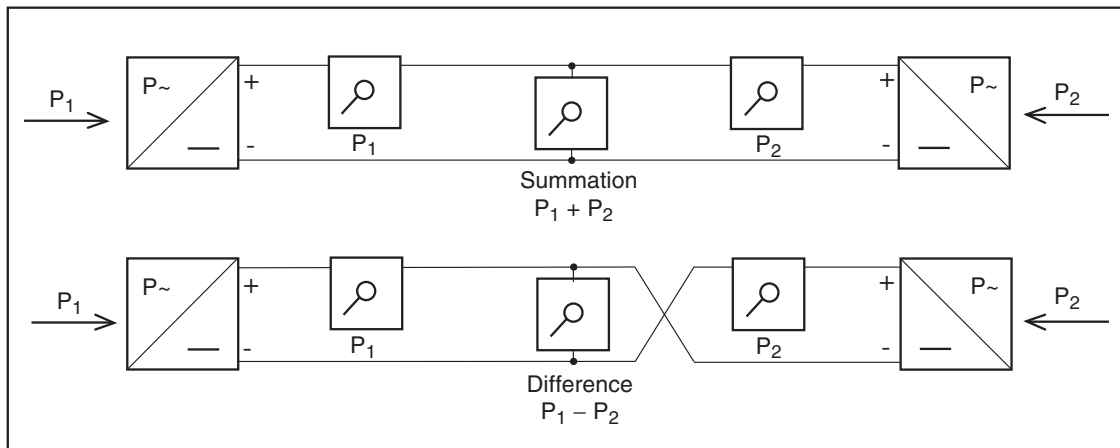 P₁
P~
+
-
P₁
Summation
P₁ + P₂
P₂
+
-
P~
P₂
P₁
P~
+
-
P₁
Difference
P₁ − P₂
P₂
+
-
P~
P₂